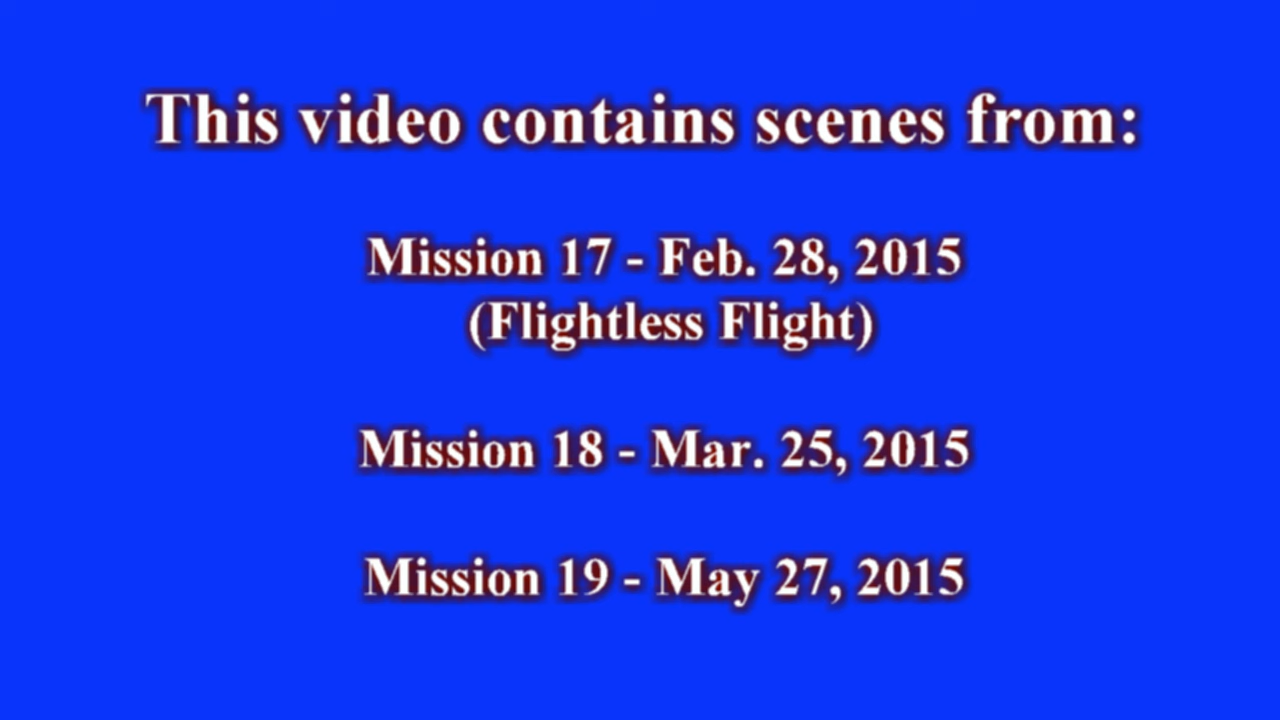 This video contains scenes from:
Mission 17 - Feb. 28, 2015
(Flightless Flight)
Mission 18 - Mar. 25, 2015
Mission 19 - May 27, 2015